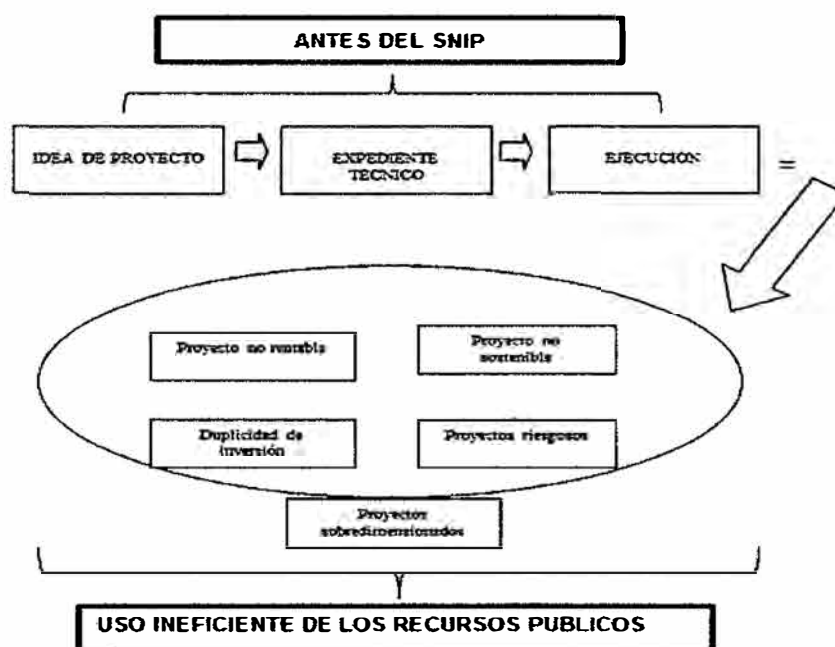 ANTES DEL SNIP
IDEA DE PROYECTO
EXPEDIENTE
TECNICO
EJECUCION
=
Proyecto no rentable
Proyecto no
sostenible
Duplicidad de
inversión
Proyectos riesgosos
Proyectos
sobredimensionados
USO INEFICIENTE DE LOS RECURSOS PUBLICOS